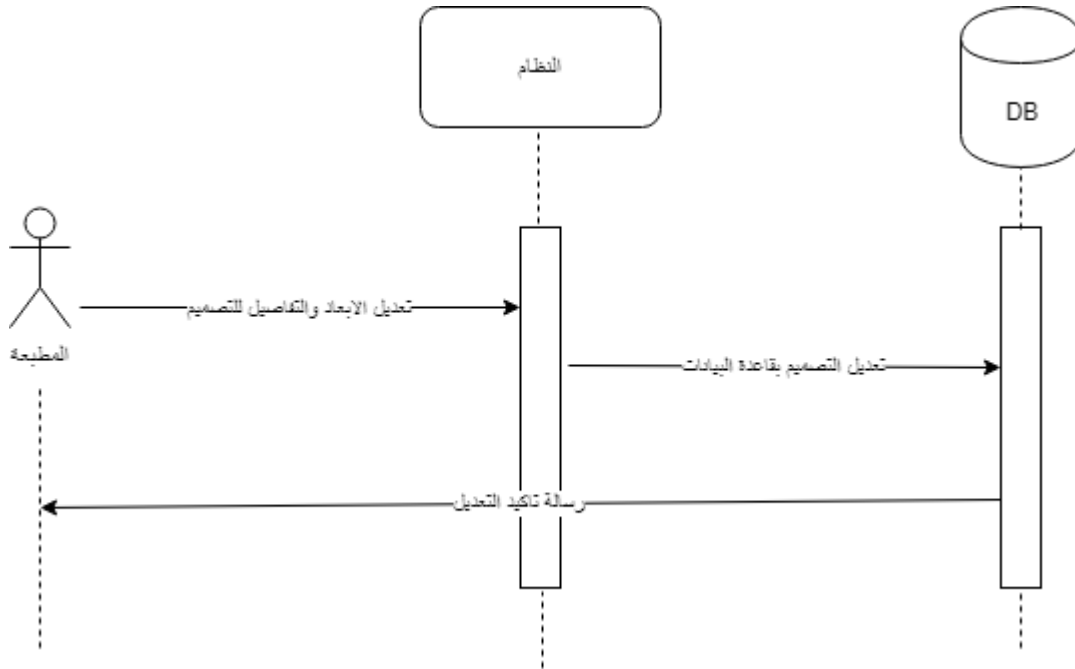 النظام
DB
تعديل الابعاد والتفاصيل للتصميم
المطبعة
تعديل التصميم بقاعدة البيانات
رسالة تاكيد التعديل